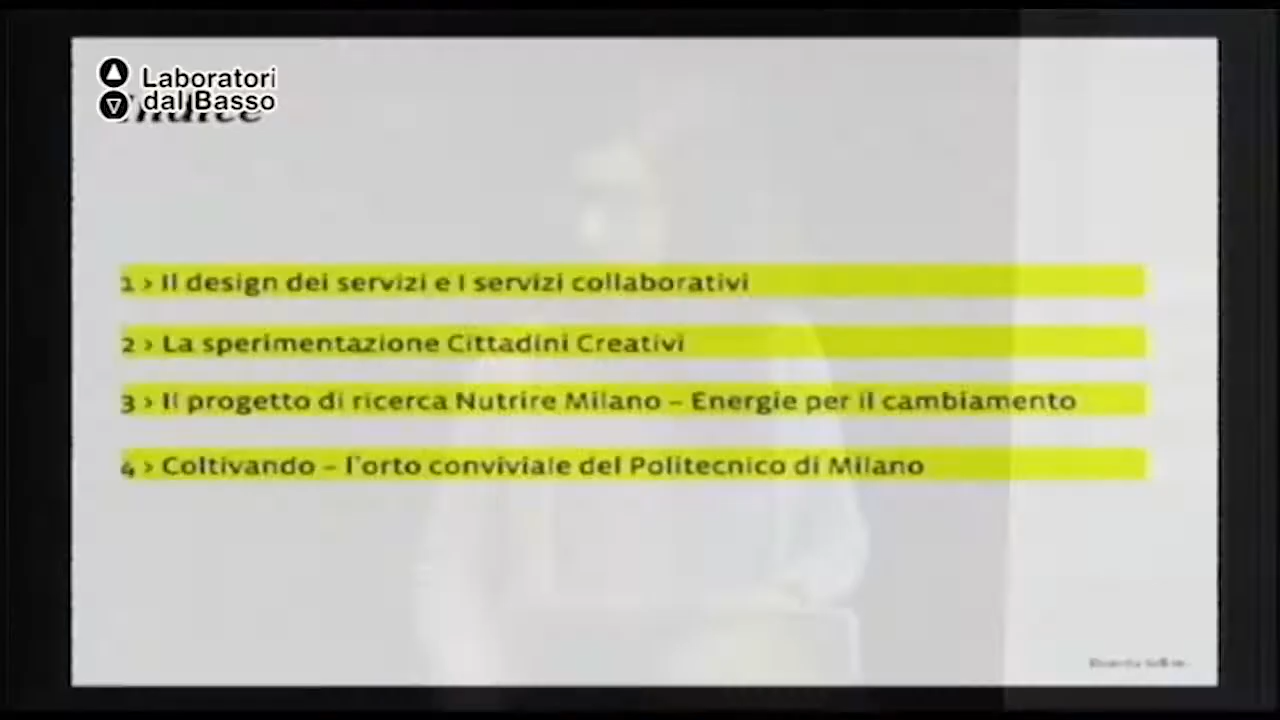 Laboratori
dal Basso
Indice
1 › Il design dei servizi e I servizi collaborativi
2 › La sperimentazione Cittadini Creativi
3 › Il progetto di ricerca Nutrire Milano – Energie per il cambiamento
4 › Coltivando – l'orto conviviale del Politecnico di Milano